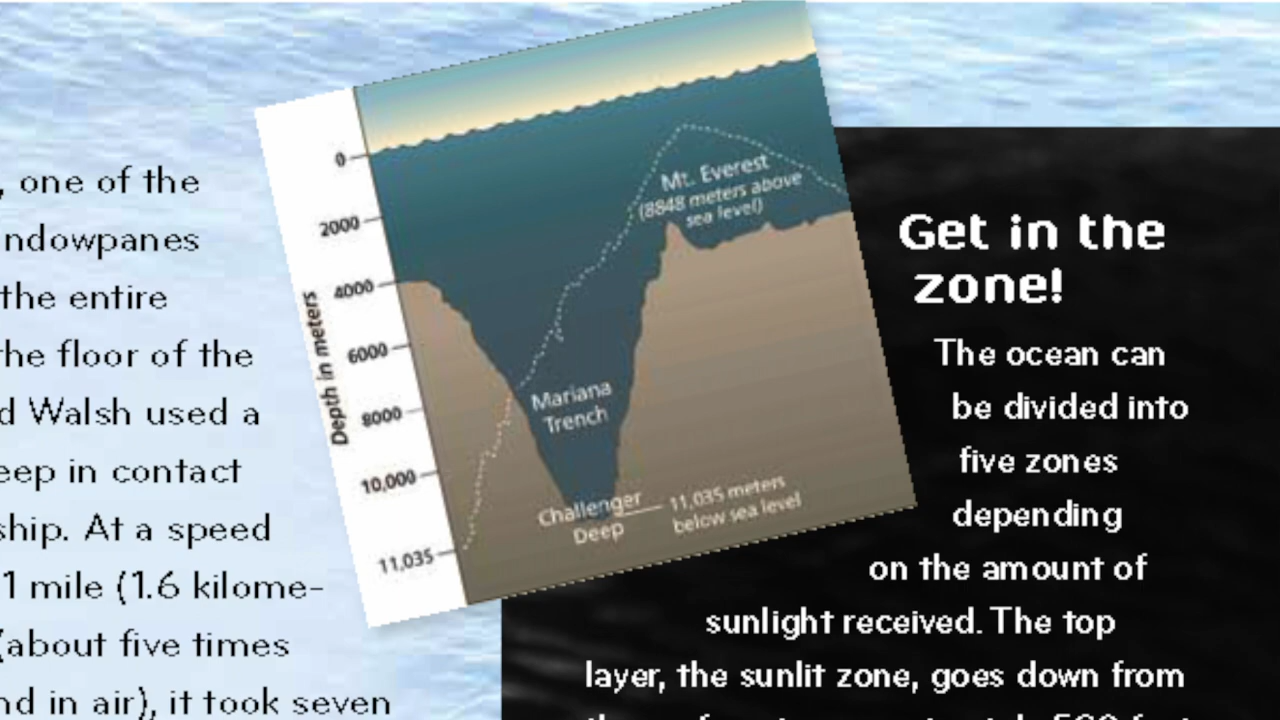 , one of the
ndowpanes
the entire
the floor of the
d Walsh used a
eep in contact
ship. At a speed
1 mile (1.6 kilome-
(about five times
nd in air), it took seven
Depth in meters
0
2000
4000
6000
8000
10,000
11,035
Mt. Everest
(8848 meters above
sea level)
Mariana
Trench
Challenger
Deep
11,035 meters
below sea level
Get in the
zone!
The ocean can
be divided into
five zones
depending
on the amount of
sunlight received. The top
layer, the sunlit zone, goes down from